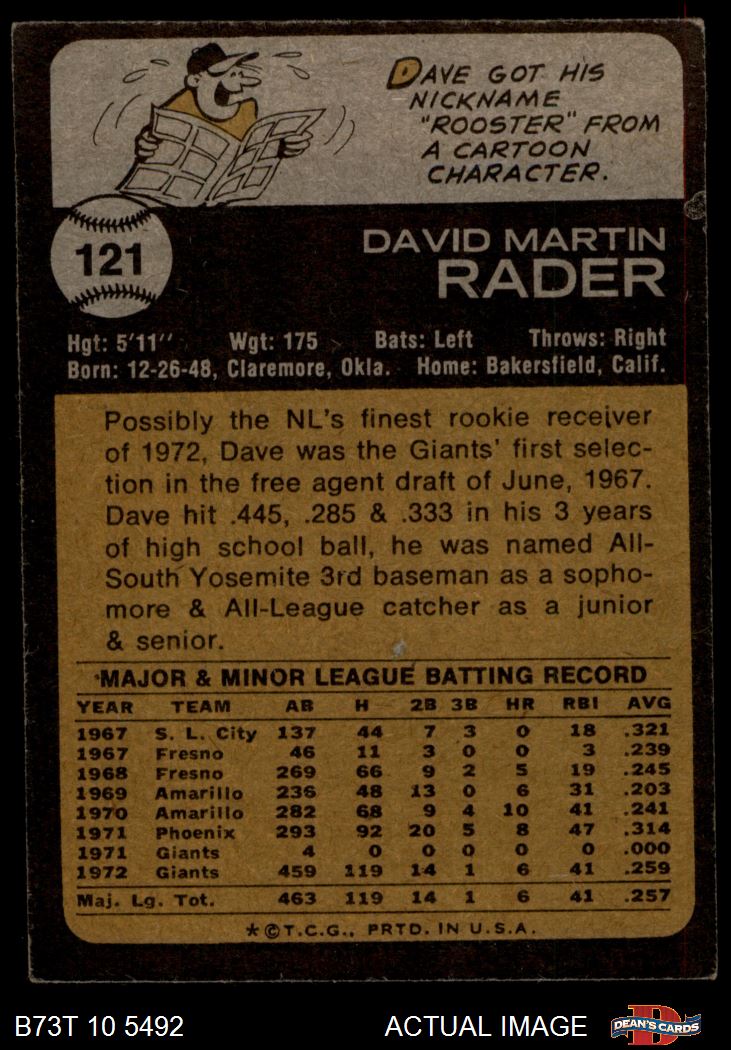 DAVE GOT HIS
NICKNAME
"ROOSTER" FROM
A CARTOON
CHARACTER.
121
DAVID MARTIN
RADER
Hgt: 5'11'' Wgt: 175 Bats: Left Throws: Right
Born: 12-26-48, Claremore, Okla. Home: Bakersfield, Calif.
Possibly the NL's finest rookie receiver
of 1972, Dave was the Giants' first selec-
tion in the free agent draft of June, 1967.
Dave hit .445, .285 & .333 in his 3 years
of high school ball, he was named All-
South Yosemite 3rd baseman as a sopho-
more & All-League catcher as a junior
& senior.
MAJOR & MINOR LEAGUE BATTING RECORD
YEAR TEAM AB H 2B 3B HR RBI AVG
1967 S. L. City 137 44 7 3 0 18 .321
1967 Fresno 46 11 3 0 0 3 .239
1968 Fresno 269 66 9 2 5 19 .245
1969 Amarillo 236 48 13 0 6 31 .203
1970 Amarillo 282 68 9 4 10 41 .241
1971 Phoenix 293 92 20 5 8 47 .314
1971 Giants 4 0 0 0 0 0 .000
1972 Giants 459 119 14 1 6 41 .259
Maj. Lg. Tot. 463 119 14 1 6 41 .257
*©T.C.G., PRTD. IN U.S.A.
B73T 10 5492 ACTUAL IMAGE DEAN'S CARDS